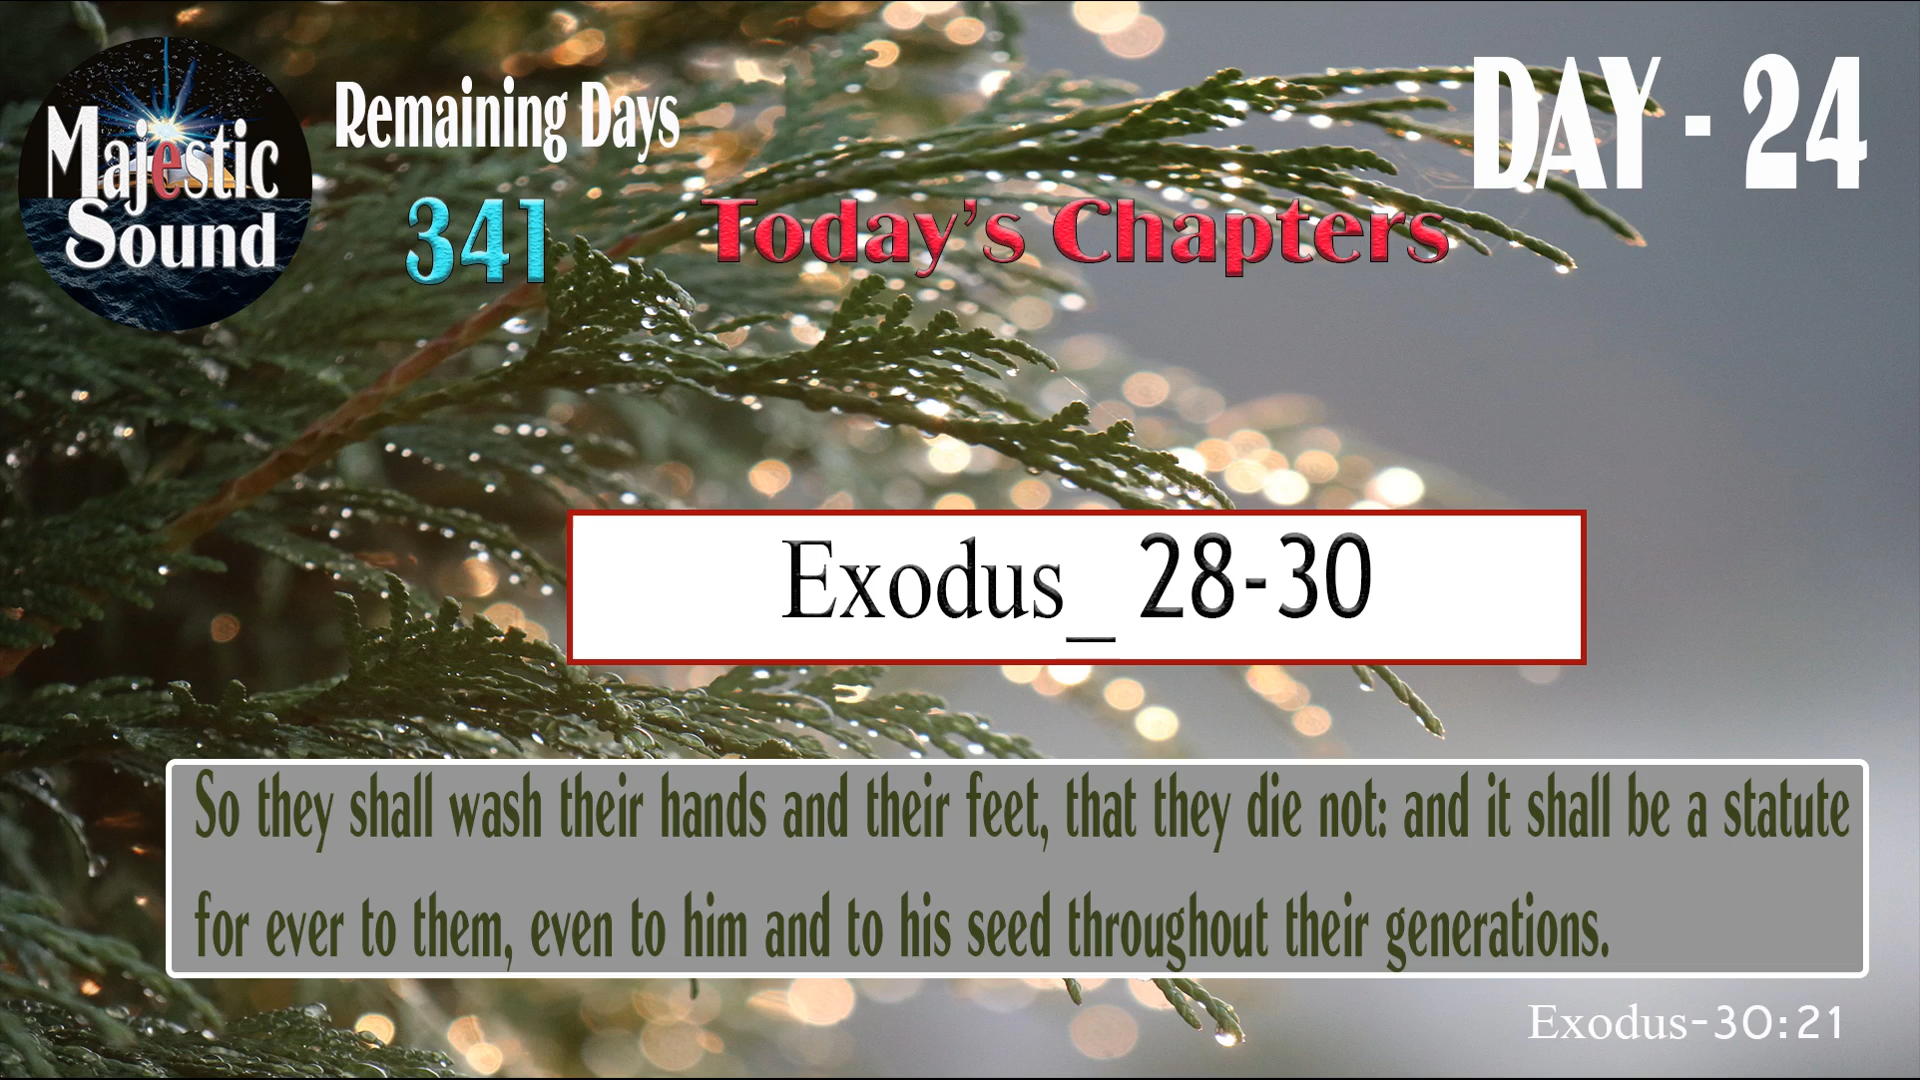 Majestic
Sound
Remaining Days
341
DAY - 24
Today's Chapters
Exodus_ 28-30
So they shall wash their hands and their feet, that they die not: and it shall be a statute
for ever to them, even to him and to his seed throughout their generations.
Exodus-30:21